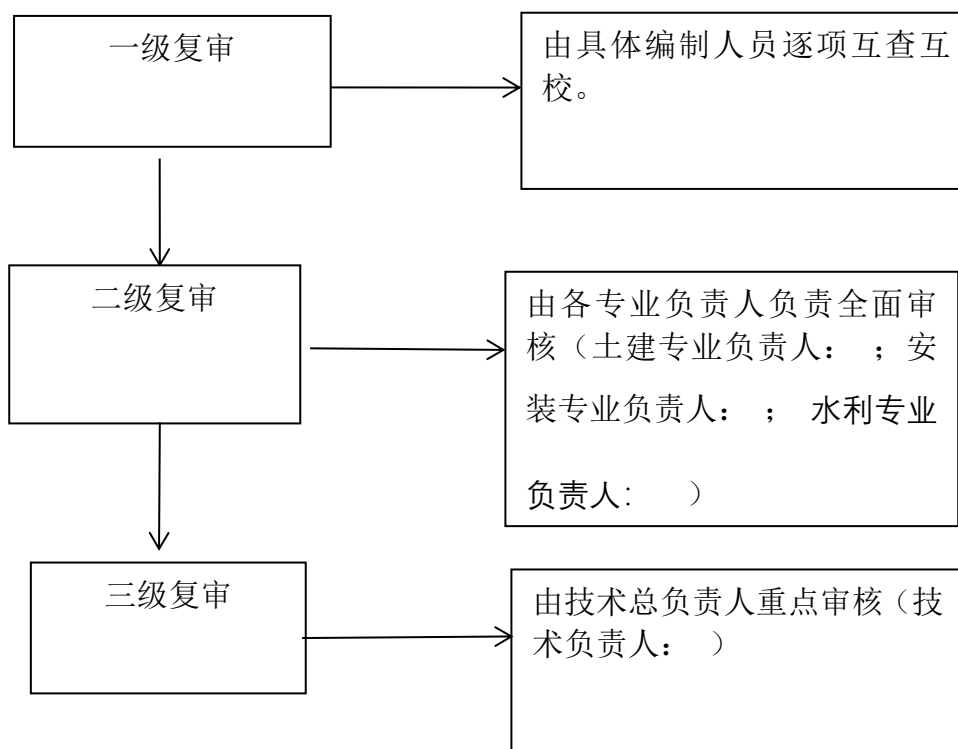 一级复审
由具体编制人员逐项互查互
校。
二级复审
由各专业负责人负责全面审
核（土建专业负责人： ；安
装专业负责人： ； 水利专业
负责人： ）
三级复审
由技术总负责人重点审核（技
术负责人： ）